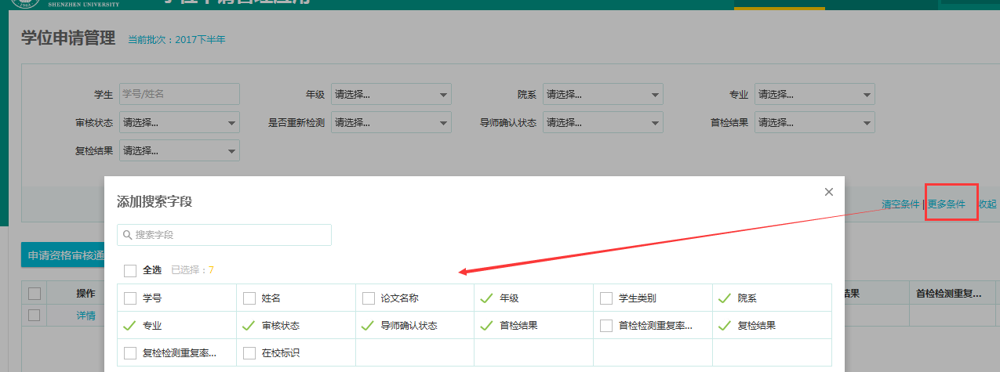 SHENZHEN UNIVERSITY
学位申请管理应用
学位申请管理 当前批次：2017下半年
学生 学号/姓名 年级 请选择... 院系 请选择... 专业 请选择...
审核状态 请选择... 是否重新检测 请选择... 导师确认状态 请选择... 首检结果 请选择...
复检结果 请选择...
清空条件 | 更多条件 收起
添加搜索字段
搜索字段
申请资格审核通
全选 已选择：7
操作 结果 首检检测重复...
学号 姓名 论文名称 年级 学生类别 院系
详情
专业 审核状态 导师确认状态 首检结果 首检检测重复率... 复检结果
复检检测重复率... 在校标识